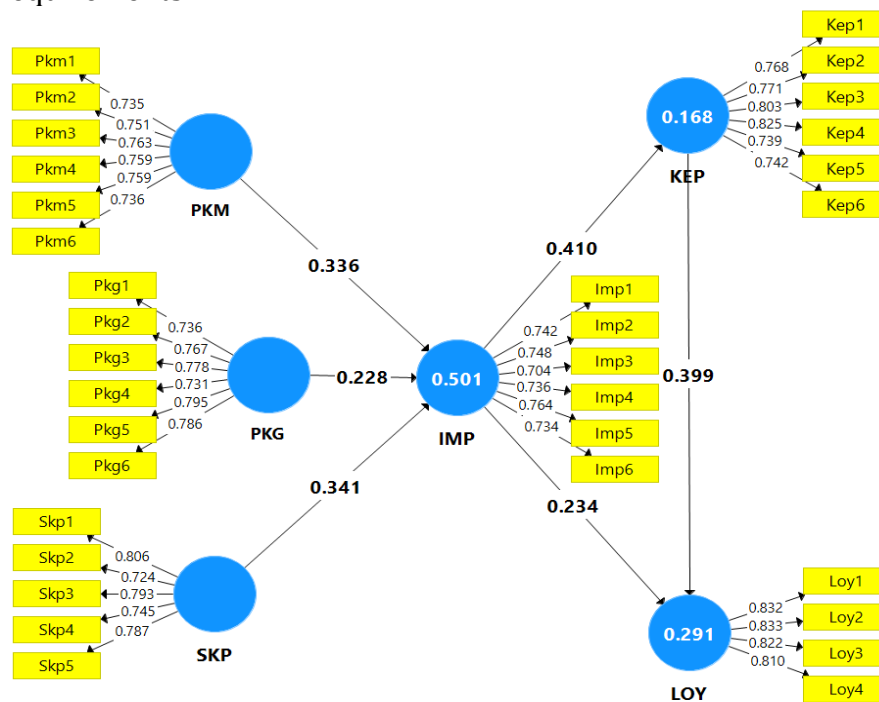 Pkm1
Pkm2
Pkm3
Pkm4
Pkm5
Pkm6
0.735
0.751
0.763
0.759
0.759
0.736
PKM
0.336
Pkg1
Pkg2
Pkg3
Pkg4
Pkg5
Pkg6
0.736
0.767
0.778
0.731
0.795
0.786
PKG
0.228
Skp1
Skp2
Skp3
Skp4
Skp5
0.806
0.724
0.793
0.745
0.787
SKP
0.341
0.501
IMP
0.742
0.748
0.704
0.736
0.764
0.734
Imp1
Imp2
Imp3
Imp4
Imp5
Imp6
0.410
0.234
0.168
KEP
0.768
0.771
0.803
0.825
0.739
0.742
Kep1
Kep2
Kep3
Kep4
Kep5
Kep6
0.399
0.291
LOY
0.832
0.833
0.822
0.810
Loy1
Loy2
Loy3
Loy4